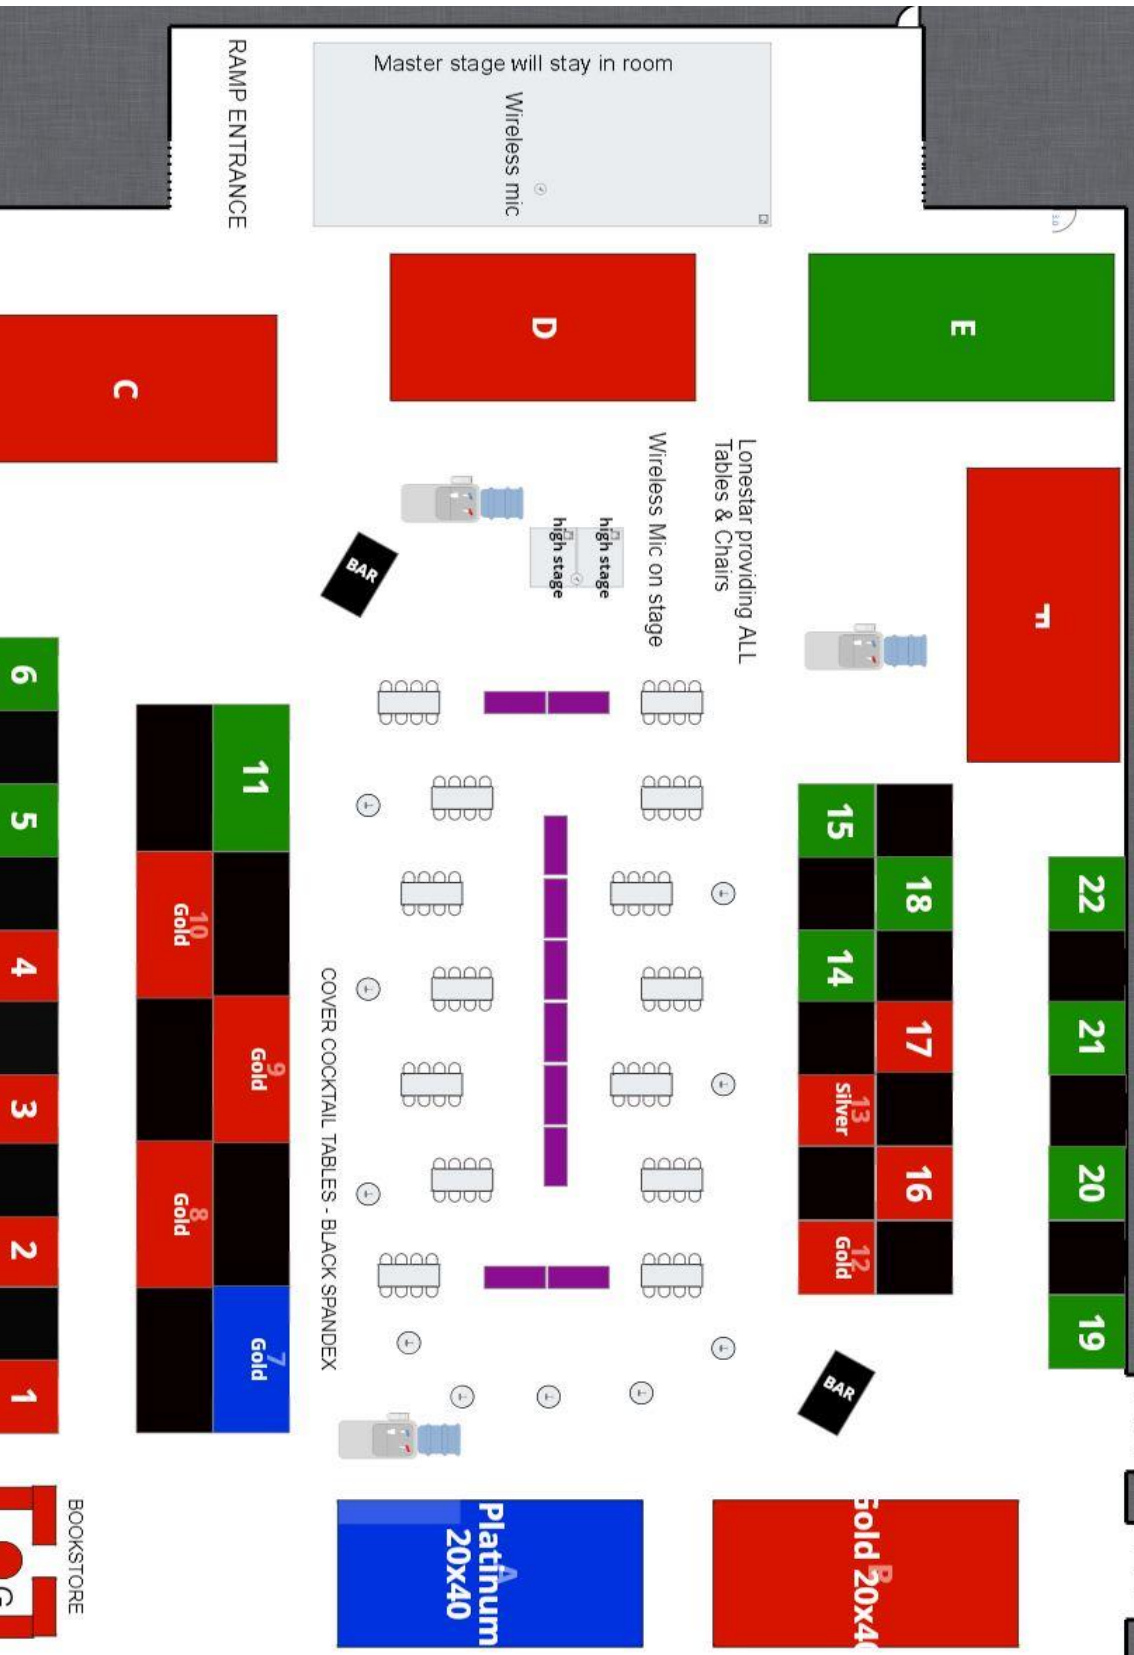 Master stage will stay in room
RAMP ENTRANCE
Wireless mic
D
E
C
Lonestar providing ALL
Tables & Chairs
Wireless Mic on stage
high stage
high stage
BAR
F
6
5
4
3
2
1
11
10
Gold
9
Gold
8
Gold
7
Gold
COVER COCKTAIL TABLES - BLACK SPANDEX
15
14
13
Silver
12
Gold
18
17
16
22
21
20
19
BAR
BOOKSTORE
G
A
Platinum
20x40
B
Gold 20x40